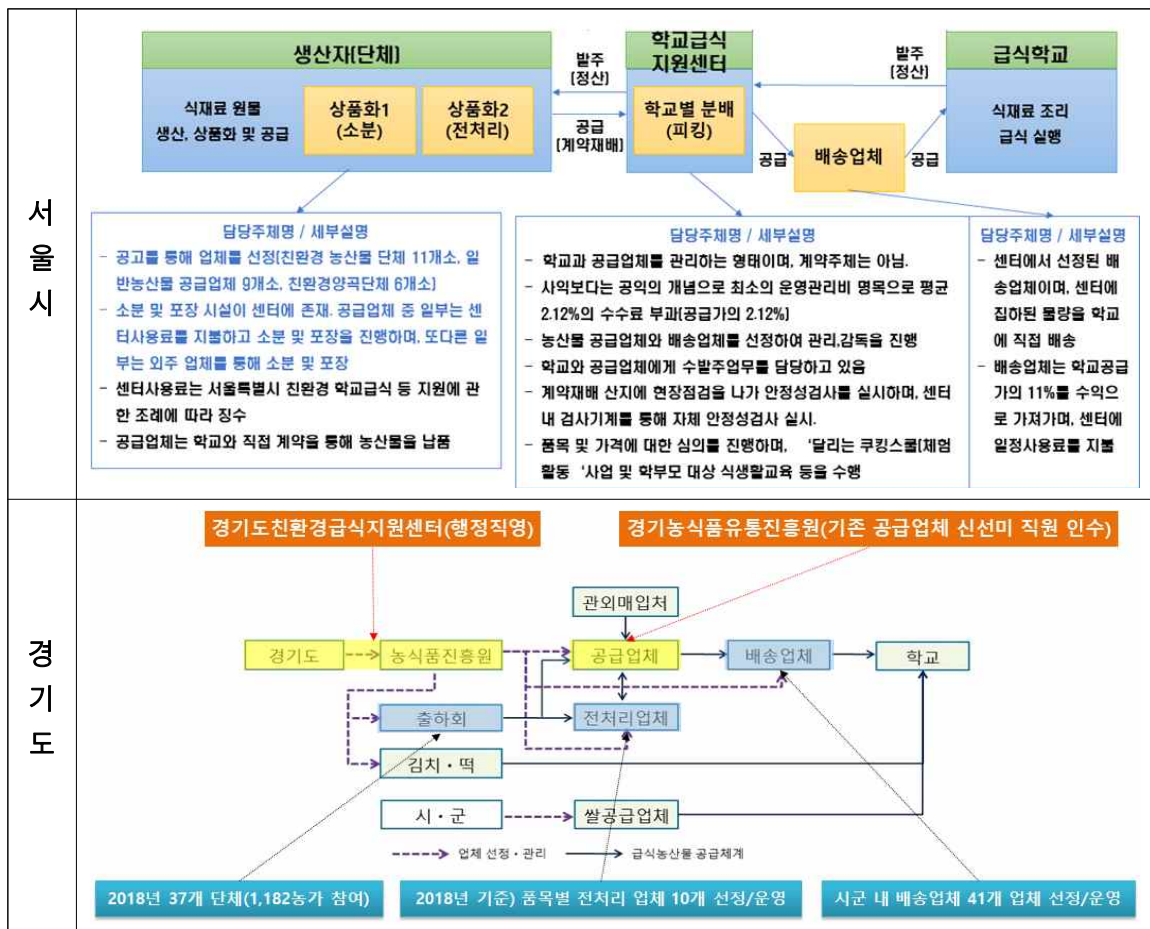 서울시
생산자(단체)
식재료 원물
생산, 상품화 및 공급
상품화1
(소분)
상품화2
(전처리)
발주
(정산)
공급
(계약재배)
학교급식
지원센터
학교별 분배
(피킹)
발주
(정산)
공급
배송업체
공급
급식학교
식재료 조리
급식 실행
담당주체명 / 세부설명
- 공고를 통해 업체를 선정(친환경 농산물 단체 11개소, 일
반농산물 공급업체 9개소, 친환경양곡단체 6개소)
- 소분 및 포장 시설이 센터에 존재. 공급업체 중 일부는 센
터사용료를 지불하고 소분 및 포장을 진행하며, 또다른 일
부는 외주 업체를 통해 소분 및 포장
- 센터사용료는 서울특별시 친환경 학교급식 등 지원에 관
한 조례에 따라 징수
- 공급업체는 학교와 직접 계약을 통해 농산물을 납품
담당주체명 / 세부설명
- 학교과 공급업체를 관리하는 형태이며, 계약주체는 아님.
- 사익보다는 공익의 개념으로 최소의 운영관리비 명목으로 평균
2.12%의 수수료 부과(공급가의 2.12%)
- 농산물 공급업체와 배송업체를 선정하여 관리,감독을 진행
- 학교와 공급업체에게 수발주업무를 담당하고 있음
- 계약재배 산지에 현장점검을 나가 안정성검사를 실시하며, 센터
내 검사기계를 통해 자체 안정성검사 실시.
- 품목 및 가격에 대한 심의를 진행하며, ‘달리는 쿠킹스쿨(체험
활동 ‘사업 및 학부모 대상 식생활교육 등을 수행
담당주체명 / 세부설명
- 센터에서 선정된 배
송업체이며, 센터에
집하된 물량을 학교
에 직접 배송
- 배송업체는 학교공급
가의 11%를 수익으
로 가져가며, 센터에
일정사용료를 지불
경기도
경기도친환경급식지원센터(행정직영)
경기농식품유통진흥원(기존 공급업체 신선미 직원 인수)
관외매입처
경기도
농식품진흥원
공급업체
배송업체
학교
출하회
전처리업체
김치・떡
시・군
쌀공급업체
업체 선정・관리
급식농산물 공급체계
2018년 37개 단체(1,182농가 참여)
2018년 기준) 품목별 전처리 업체 10개 선정/운영
시군 내 배송업체 41개 업체 선정/운영